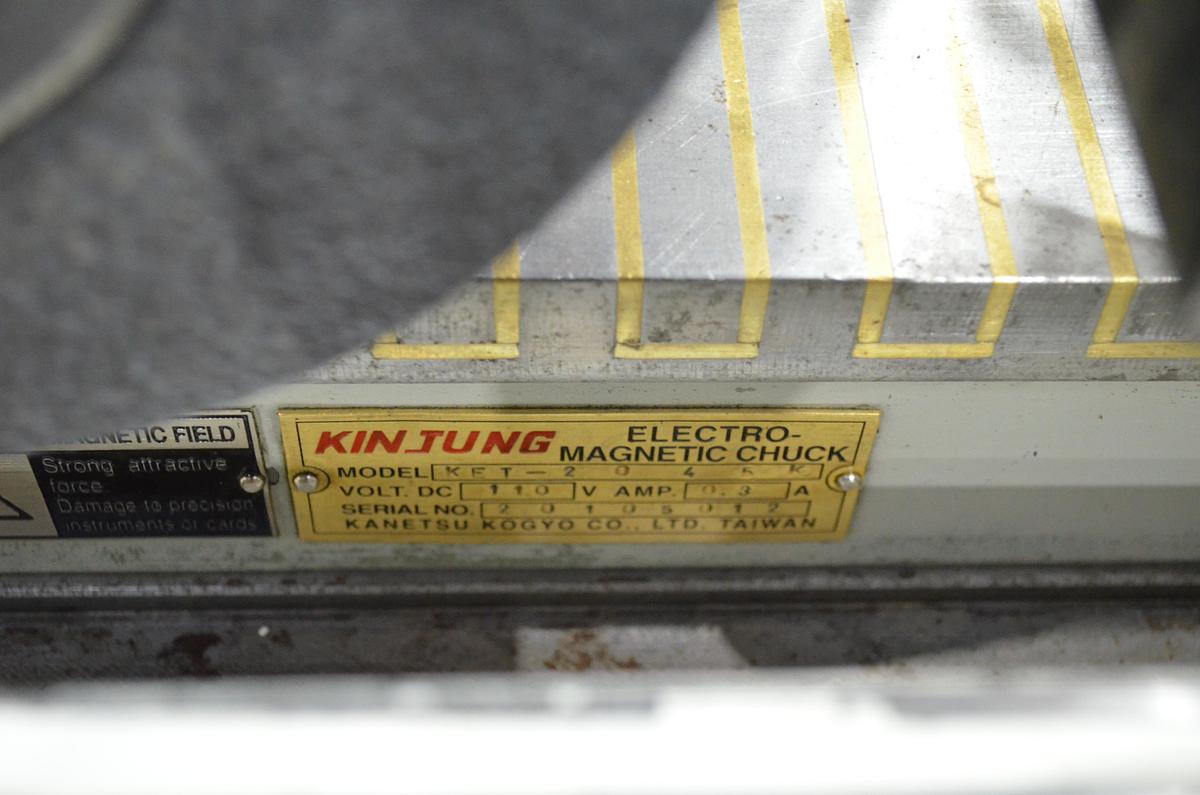 MAGNETIC FIELD
Strong attractive
force.
Damage to precision
instruments or cards
KINJUNG
ELECTRO-
MAGNETIC CHUCK
MODEL KET-2045K
VOLT. DC 110 V AMP. 0.3 A
SERIAL NO. 20105012
KANETSU KOGYO CO., LTD. TAIWAN